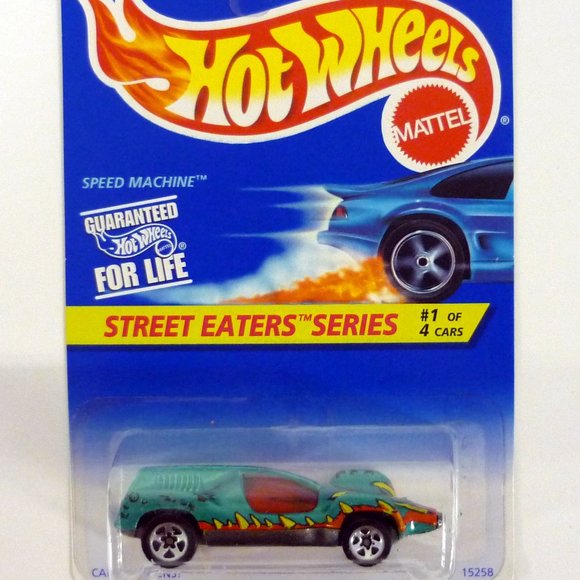 HOT WHEELS
®
MATTEL
SPEED MACHINE™
GUARANTEED
Hot Wheels
®
FOR LIFE
STREET EATERS™ SERIES
#1 OF
4 CARS
15258